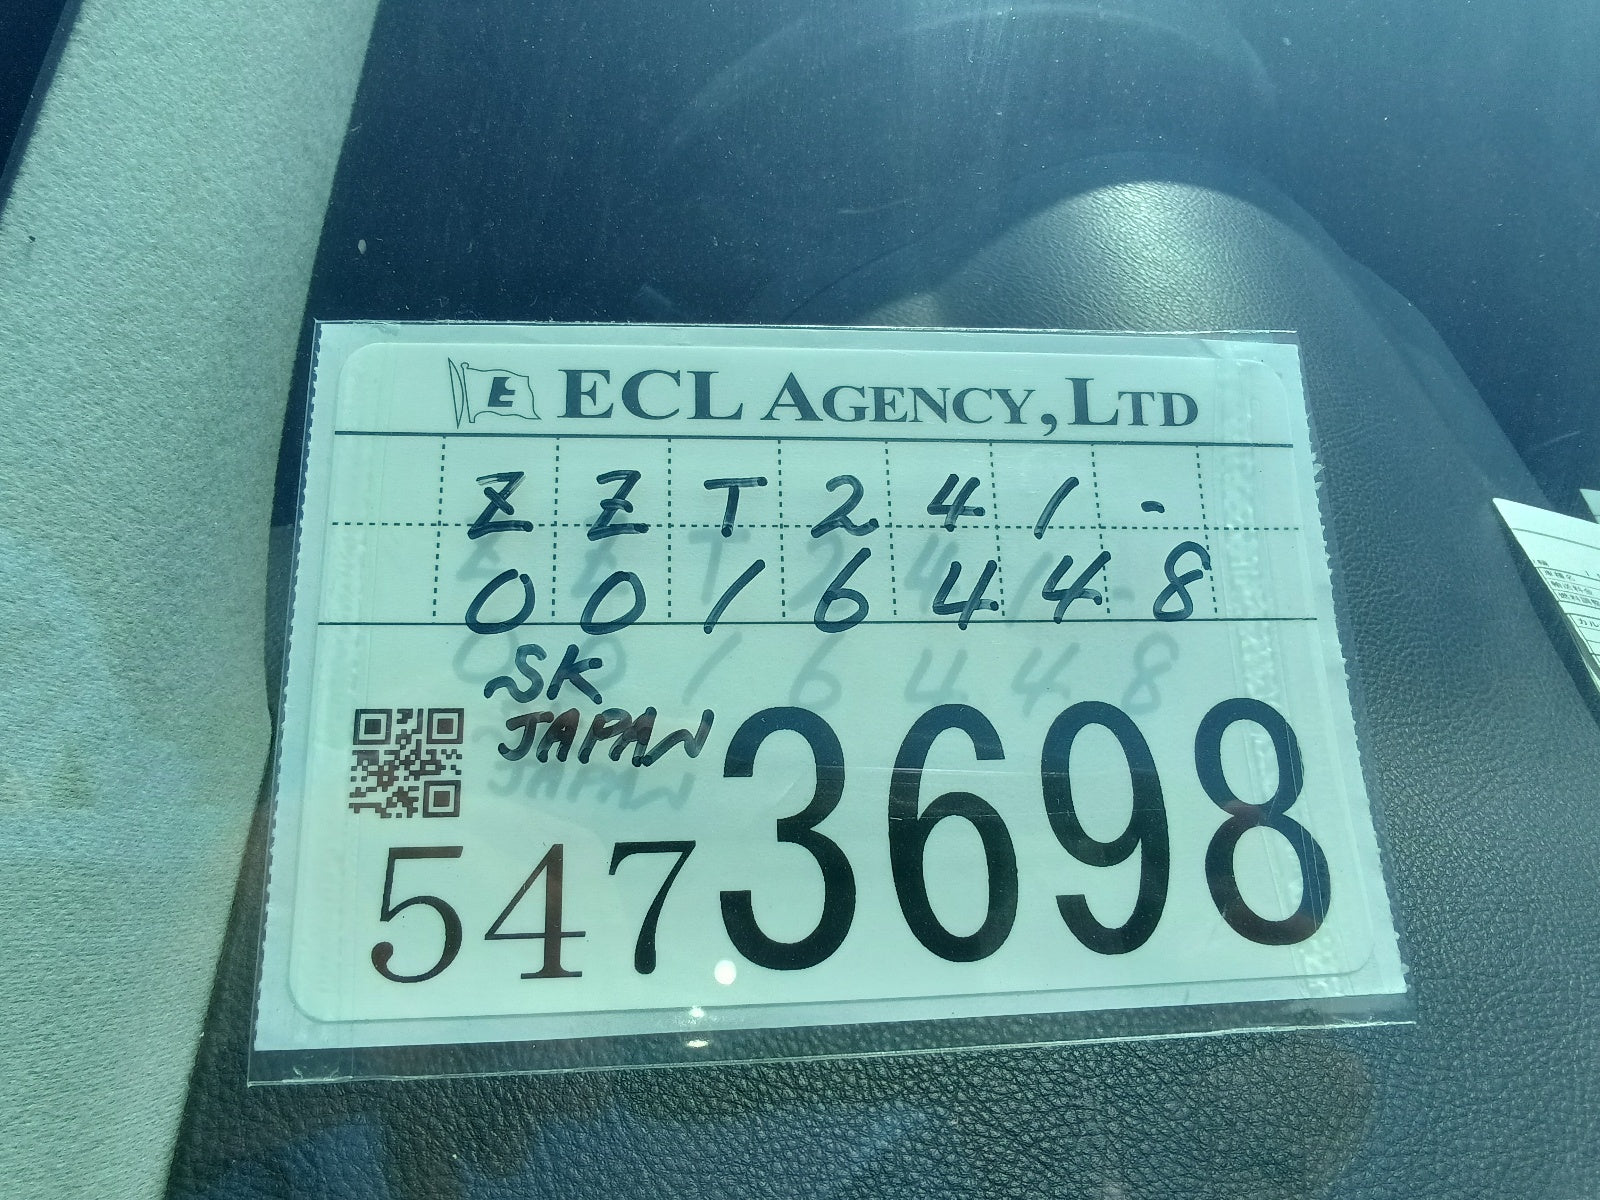 E ECL AGENCY, LTD
ZZT241-
0016448
SK
JAPAN
5473698